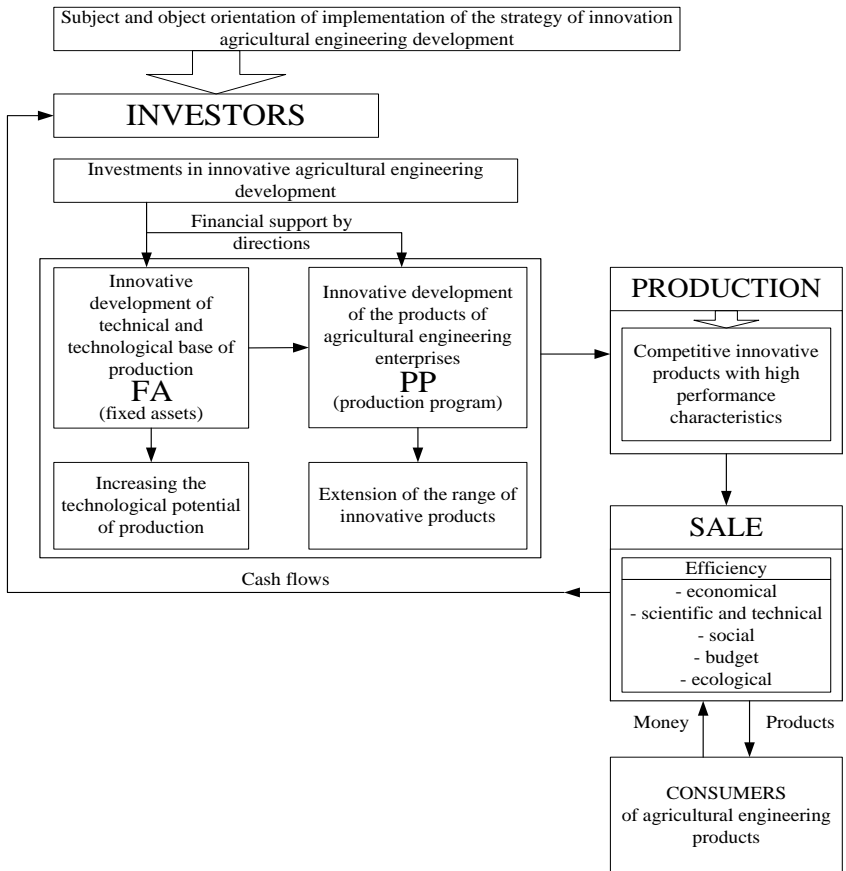 Subject and object orientation of implementation of the strategy of innovation
agricultural engineering development
INVESTORS
Investments in innovative agricultural engineering
development
Financial support by
directions
Innovative
development of
technical and
technological base of
production
FA
(fixed assets)
Innovative development
of the products of
agricultural engineering
enterprises
PP
(production program)
Increasing the
technological potential
of production
Extension of the range of
innovative products
PRODUCTION
Competitive innovative
products with high
performance
characteristics
SALE
Efficiency
- economical
- scientific and technical
- social
- budget
- ecological
Cash flows
Money
Products
CONSUMERS
of agricultural engineering
products